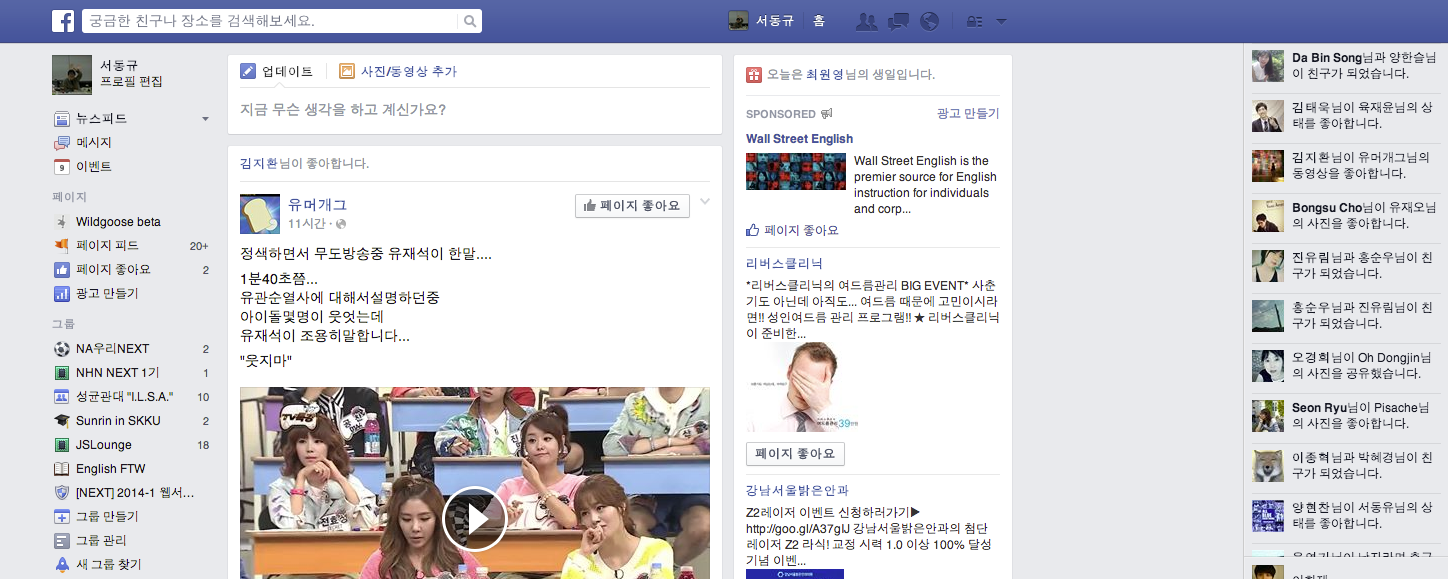 궁금한 친구나 장소를 검색해보세요.
서동규 홈
서동규
프로필 편집
뉴스피드
메시지
9 이벤트
페이지
Wildgoose beta
페이지 피드 20+
페이지 좋아요 2
광고 만들기
그룹
NA우리NEXT 2
NHN NEXT 1기 1
성균관대 "I.L.S.A." 10
Sunrin in SKKU 2
JSLounge 18
English FTW
[NEXT] 2014-1 웹서...
그룹 만들기
그룹 관리
새 그룹 찾기
업데이트 사진/동영상 추가
지금 무슨 생각을 하고 계신가요?
김지환님이 좋아합니다.
유머개그
11시간 ·
페이지 좋아요
정색하면서 무도방송중 유재석이 한말....
1분40초쯤...
유관순열사에 대해서설명하던중
아이돌몇명이 웃엇는데
유재석이 조용히말합니다...
"웃지마"
전효성
오늘은 최원영님의 생일입니다.
SPONSORED 광고 만들기
Wall Street English
Wall Street English is the
premier source for English
instruction for individuals
and corp...
페이지 좋아요
리버스클리닉
*리버스클리닉의 여드름관리 BIG EVENT* 사춘
기도 아닌데 아직도... 여드름 때문에 고민이시라
면!! 성인여드름 관리 프로그램!! ★ 리버스클리닉
이 준비한...
39만원
페이지 좋아요
강남서울밝은안과
Z2레이저 이벤트 신청하러가기▶
http://goo.gl/A37gIJ 강남서울밝은안과의 첨단
레이저 Z2 라식! 교정 시력 1.0 이상 100% 달성
기념 이벤...
강남서울밝은안과
Da Bin Song님과 양한슬님
이 친구가 되었습니다.
김태욱님이 육재윤님의 상
태를 좋아합니다.
김지환님이 유머개그님의
동영상을 좋아합니다.
Bongsu Cho님이 유재오님
의 사진을 좋아합니다.
진유림님과 홍순우님이 친
구가 되었습니다.
홍순우님과 진유림님이 친
구가 되었습니다.
오경희님이 Oh Dongjin님
의 사진을 공유했습니다.
Seon Ryu님이 Pisache님의
사진을 좋아합니다.
이종혁님과 박혜경님이 친
구가 되었습니다.
양현찬님이 서동유님의 상
태를 좋아합니다.